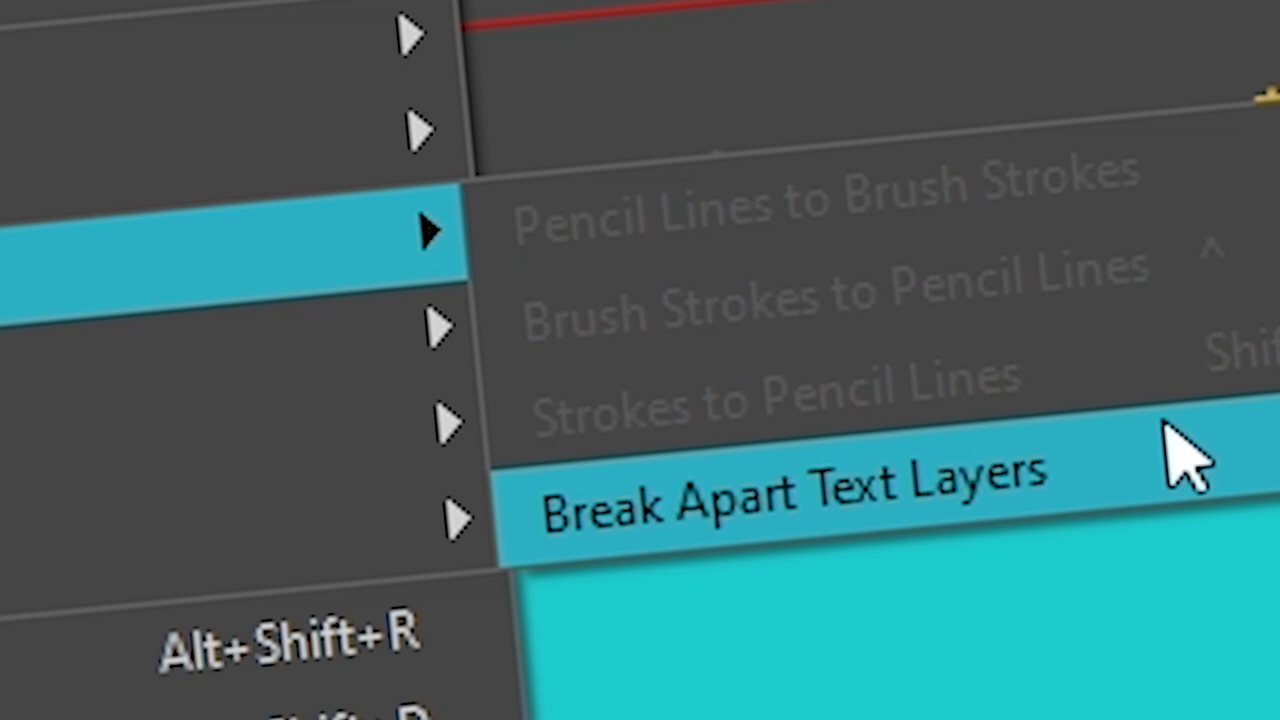 Pencil Lines to Brush Strokes
Brush Strokes to Pencil Lines ^
Strokes to Pencil Lines
Break Apart Text Layers
Alt+Shift+R